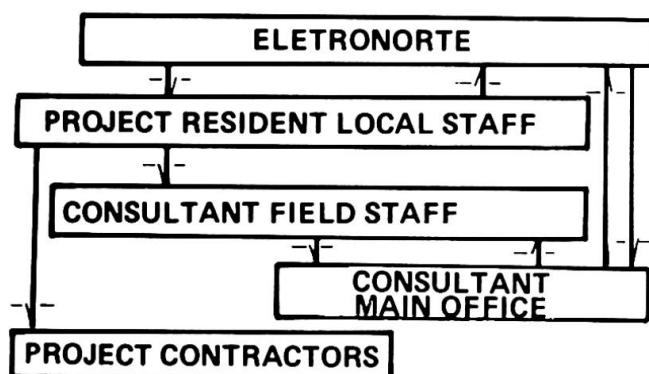 ELETRONORTE
PROJECT RESIDENT LOCAL STAFF
CONSULTANT FIELD STAFF
CONSULTANT
MAIN OFFICE
PROJECT CONTRACTORS